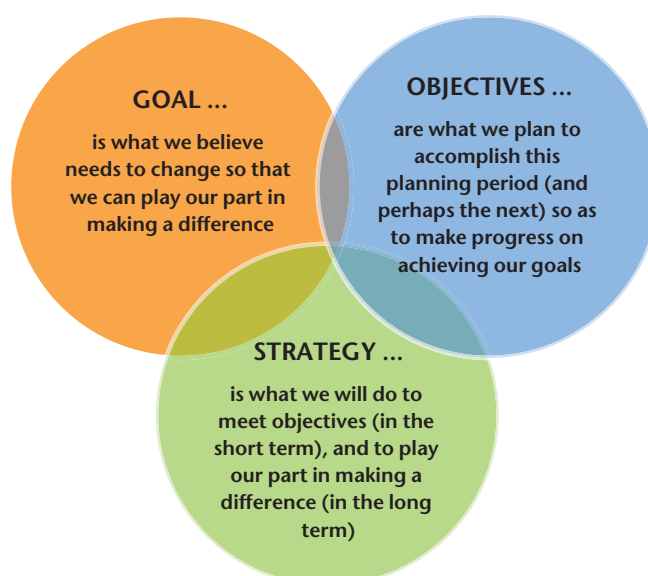 GOAL ...
is what we believe
needs to change so that
we can play our part in
making a difference
OBJECTIVES ...
are what we plan to
accomplish this
planning period (and
perhaps the next) so as
to make progress on
achieving our goals
STRATEGY ...
is what we will do to
meet objectives (in the
short term), and to play
our part in making a
difference (in the long
term)